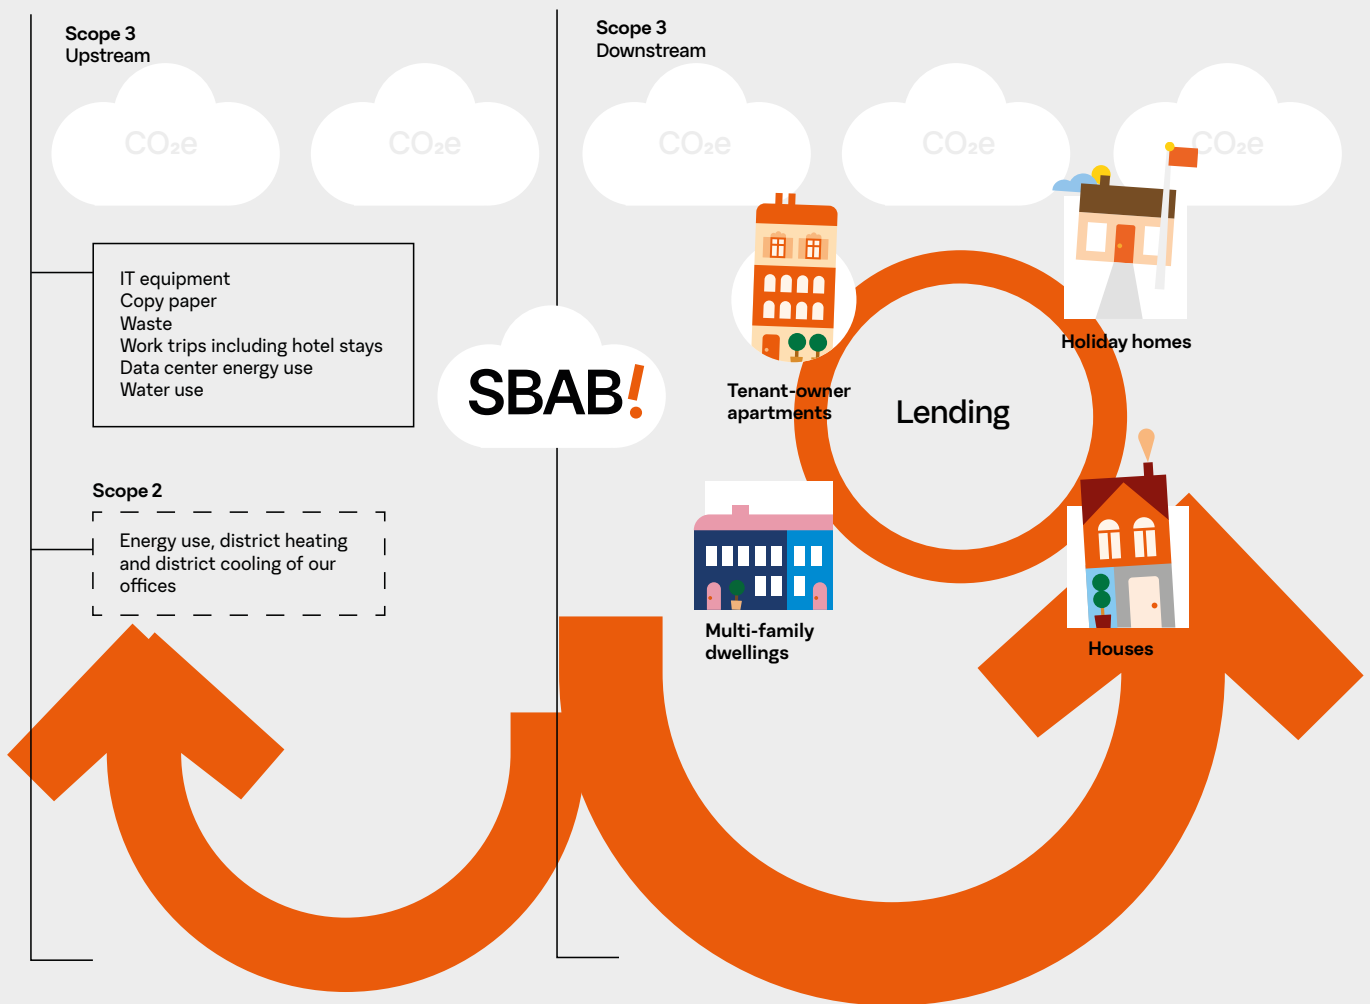 Scope 3
Upstream
CO₂e
CO₂e
IT equipment
Copy paper
Waste
Work trips including hotel stays
Data center energy use
Water use
Scope 2
Energy use, district heating
and district cooling of our
offices
SBAB!
Scope 3
Downstream
CO₂e
CO₂e
CO₂e
Tenant-owner
apartments
Holiday homes
Lending
Multi-family
dwellings
Houses